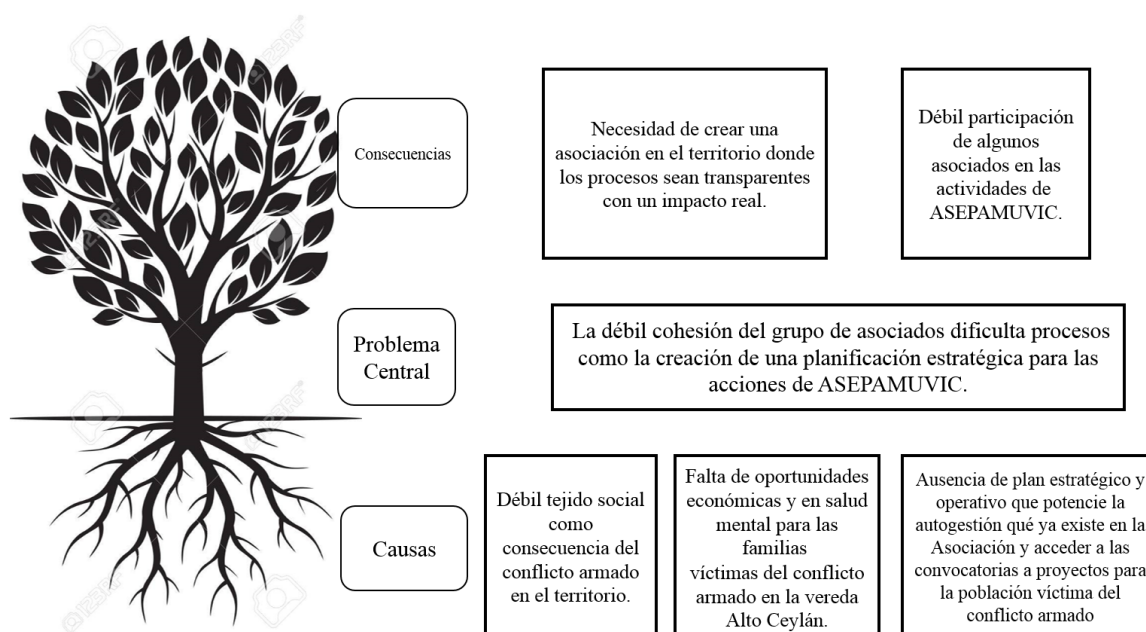 Consecuencias
Necesidad de crear una
asociación en el territorio donde
los procesos sean transparentes
con un impacto real.
Débil participación
de algunos
asociados en las
actividades de
ASEPAMUVIC.
Problema
Central
La débil cohesión del grupo de asociados dificulta procesos
como la creación de una planificación estratégica para las
acciones de ASEPAMUVIC.
Causas
Débil tejido social
como
consecuencia del
conflicto armado
en el territorio.
Falta de oportunidades
económicas y en salud
mental para las
familias
víctimas del conflicto
armado en la vereda
Alto Ceylán.
Ausencia de plan estratégico y
operativo que potencie la
autogestión qué ya existe en la
Asociación y acceder a las
convocatorias a proyectos para
la población víctima del
conflicto armado
123RF